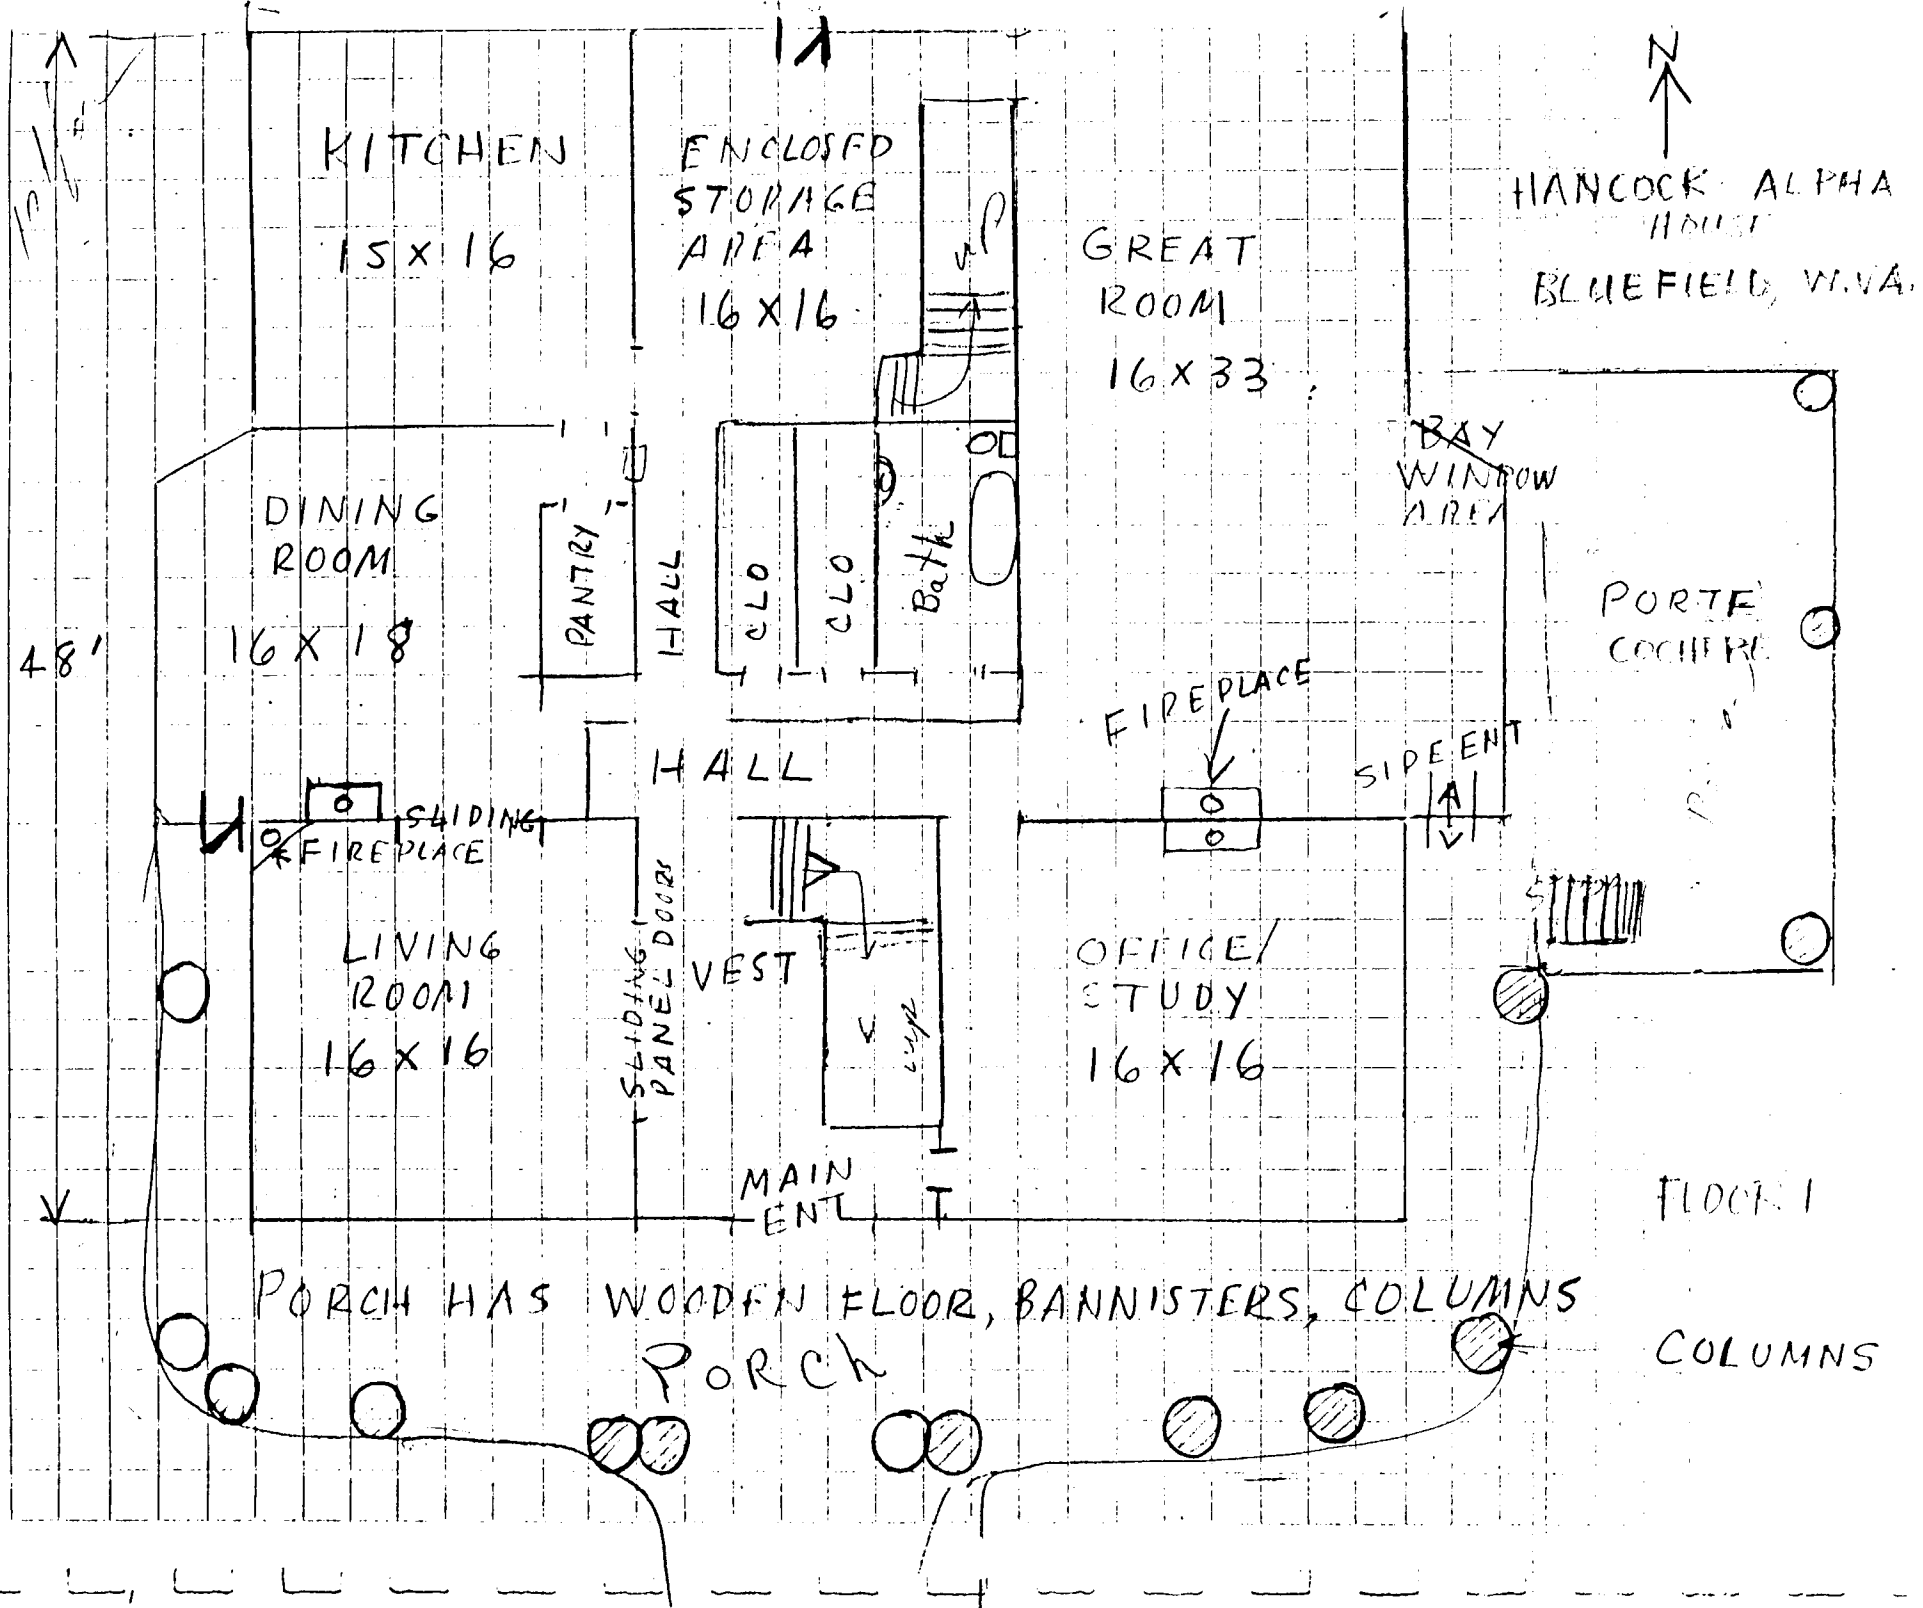 N
HANCOCK ALPHA
HOUSE
BLUEFIELD, W.VA.
KITCHEN
15 X 16
ENCLOSED
STORAGE
AREA
16 X 16
up
GREAT
ROOM
16 X 33
BAY
WINDOW
AREA
DINING
ROOM
16 X 18
PANTRY
HALL
CLO
CLO
Bath
PORTE
COCHERE
48'
FIREPLACE
SIDE ENT
HALL
SLIDING
FIREPLACE
LIVING
ROOM
16 X 16
SLIDING
PANEL DOORS
VEST
up
OFFICE/
STUDY
16 X 16
MAIN
ENT
FLOOR 1
PORCH HAS WOODEN FLOOR, BANNISTERS, COLUMNS
PORCh
COLUMNS